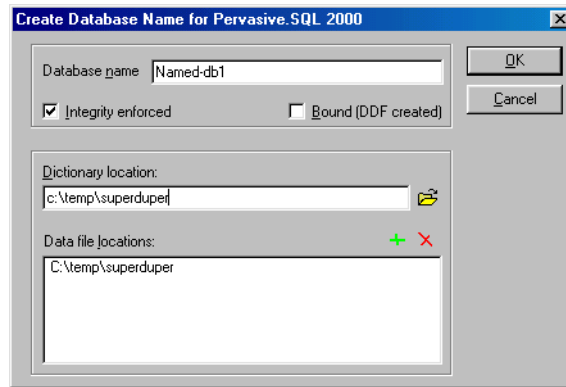 Create Database Name for Pervasive.SQL 2000
Database name Named-db1
OK
Integrity enforced Bound (DDF created)
Cancel
Dictionary location:
c:\temp\superduper
Data file locations:
C:\temp\superduper